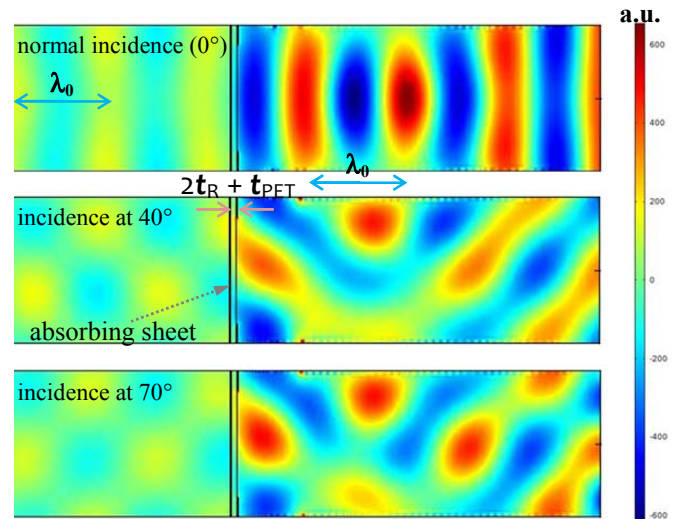 a.u.
normal incidence (0°)
λ₀
λ₀
2tR + tPET
incidence at 40°
absorbing sheet
incidence at 70°
600
400
200
0
-200
-400
-600